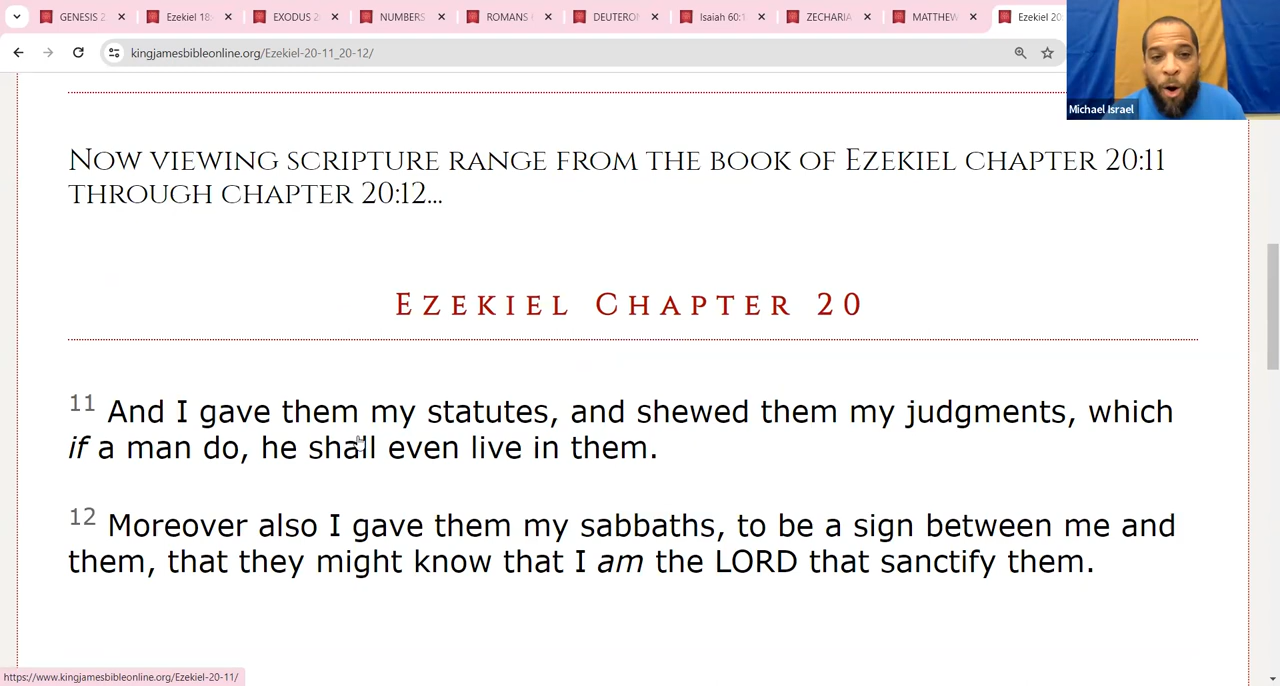 GENESIS 2 Ezekiel 18: EXODUS 2 NUMBERS ROMANS DEUTERO Isaiah 60:1 ZECHARIA MATTHEW Ezekiel 20:
kingjamesbibleonline.org/Ezekiel-20-11_20-12/
Michael Israel
Now viewing scripture range from the book of Ezekiel chapter 20:11
through chapter 20:12...
Ezekiel Chapter 20
11 And I gave them my statutes, and shewed them my judgments, which
if a man do, he shall even live in them.
12 Moreover also I gave them my sabbaths, to be a sign between me and
them, that they might know that I am the LORD that sanctify them.
https://www.kingjamesbibleonline.org/Ezekiel-20-11/